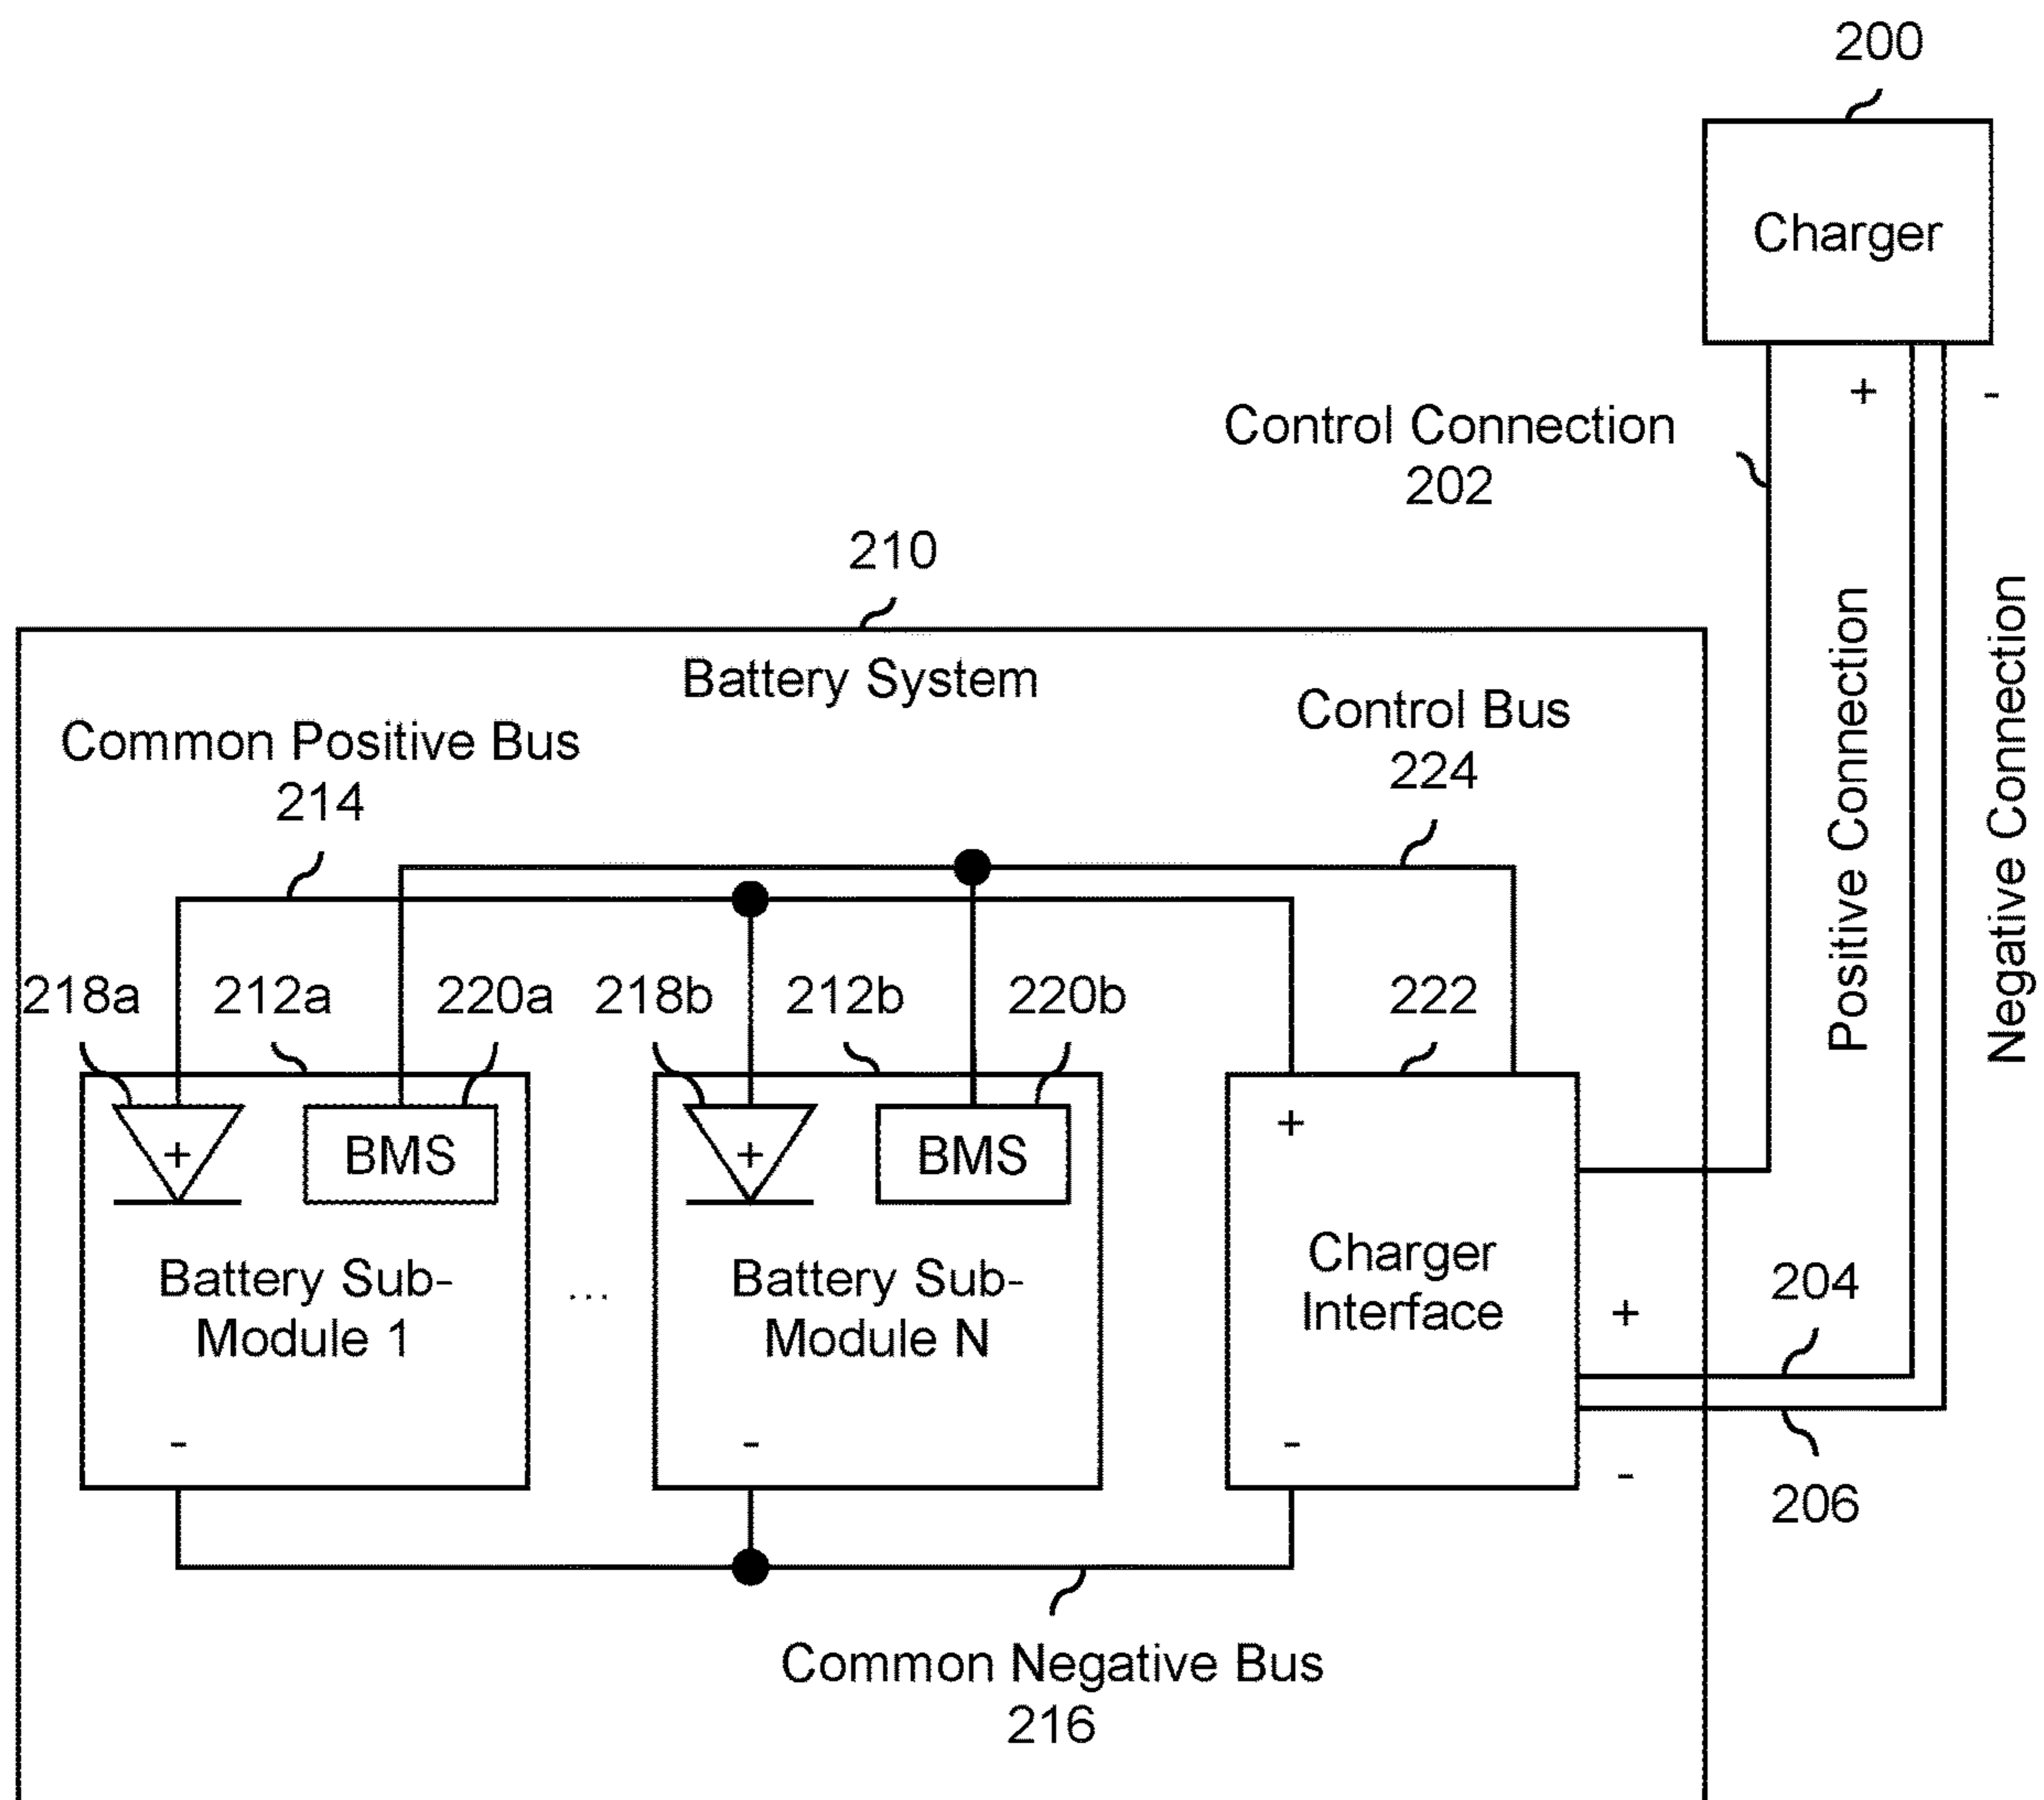 200
Charger
+
-
Control Connection
202
Positive Connection
Negative Connection
210
Battery System
Common Positive Bus
214
Control Bus
224
218a
212a
220a
218b
212b
220b
222
+
BMS
+
BMS
+
Battery Sub-
Module 1
...
Battery Sub-
Module N
Charger
Interface
+
204
-
-
-
-
206
Common Negative Bus
216